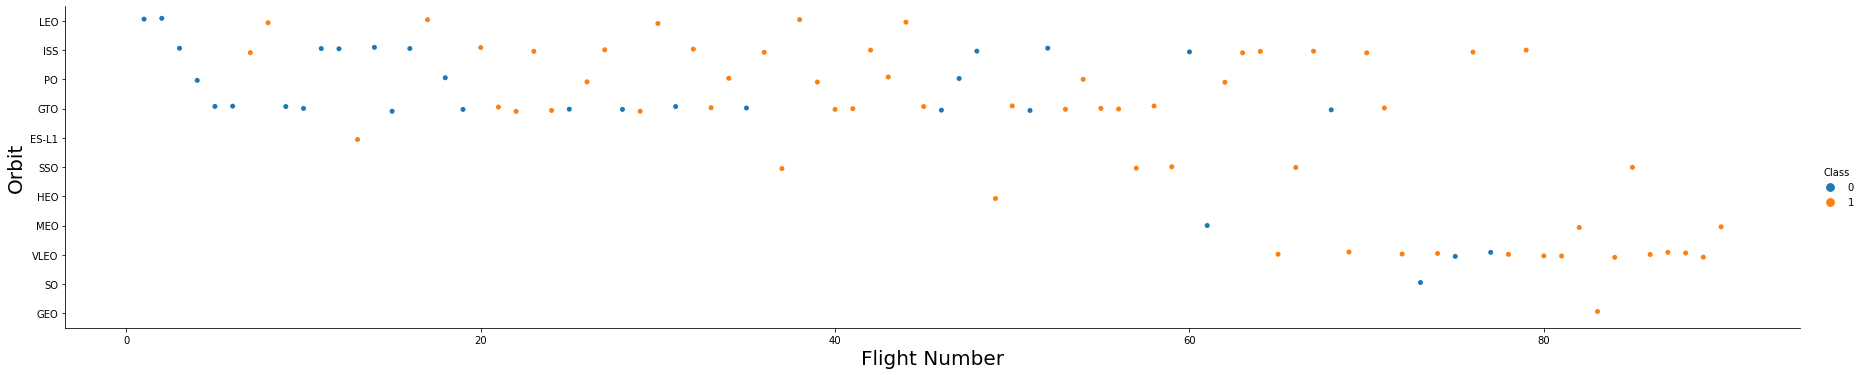 LEO
ISS
PO
GTO
ES-L1
SSO
HEO
MEO
VLEO
SO
GEO
Orbit
0 20 40 60 80
Flight Number
Class
0
1